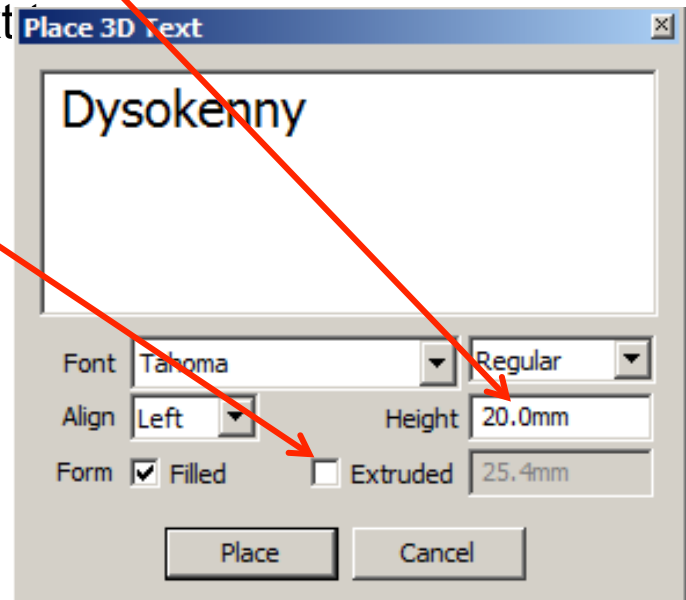 Place 3D Text
Dysokenny
Font Tahoma Regular
Align Left Height 20.0mm
Form Filled Extruded 25.4mm
Place Cancel